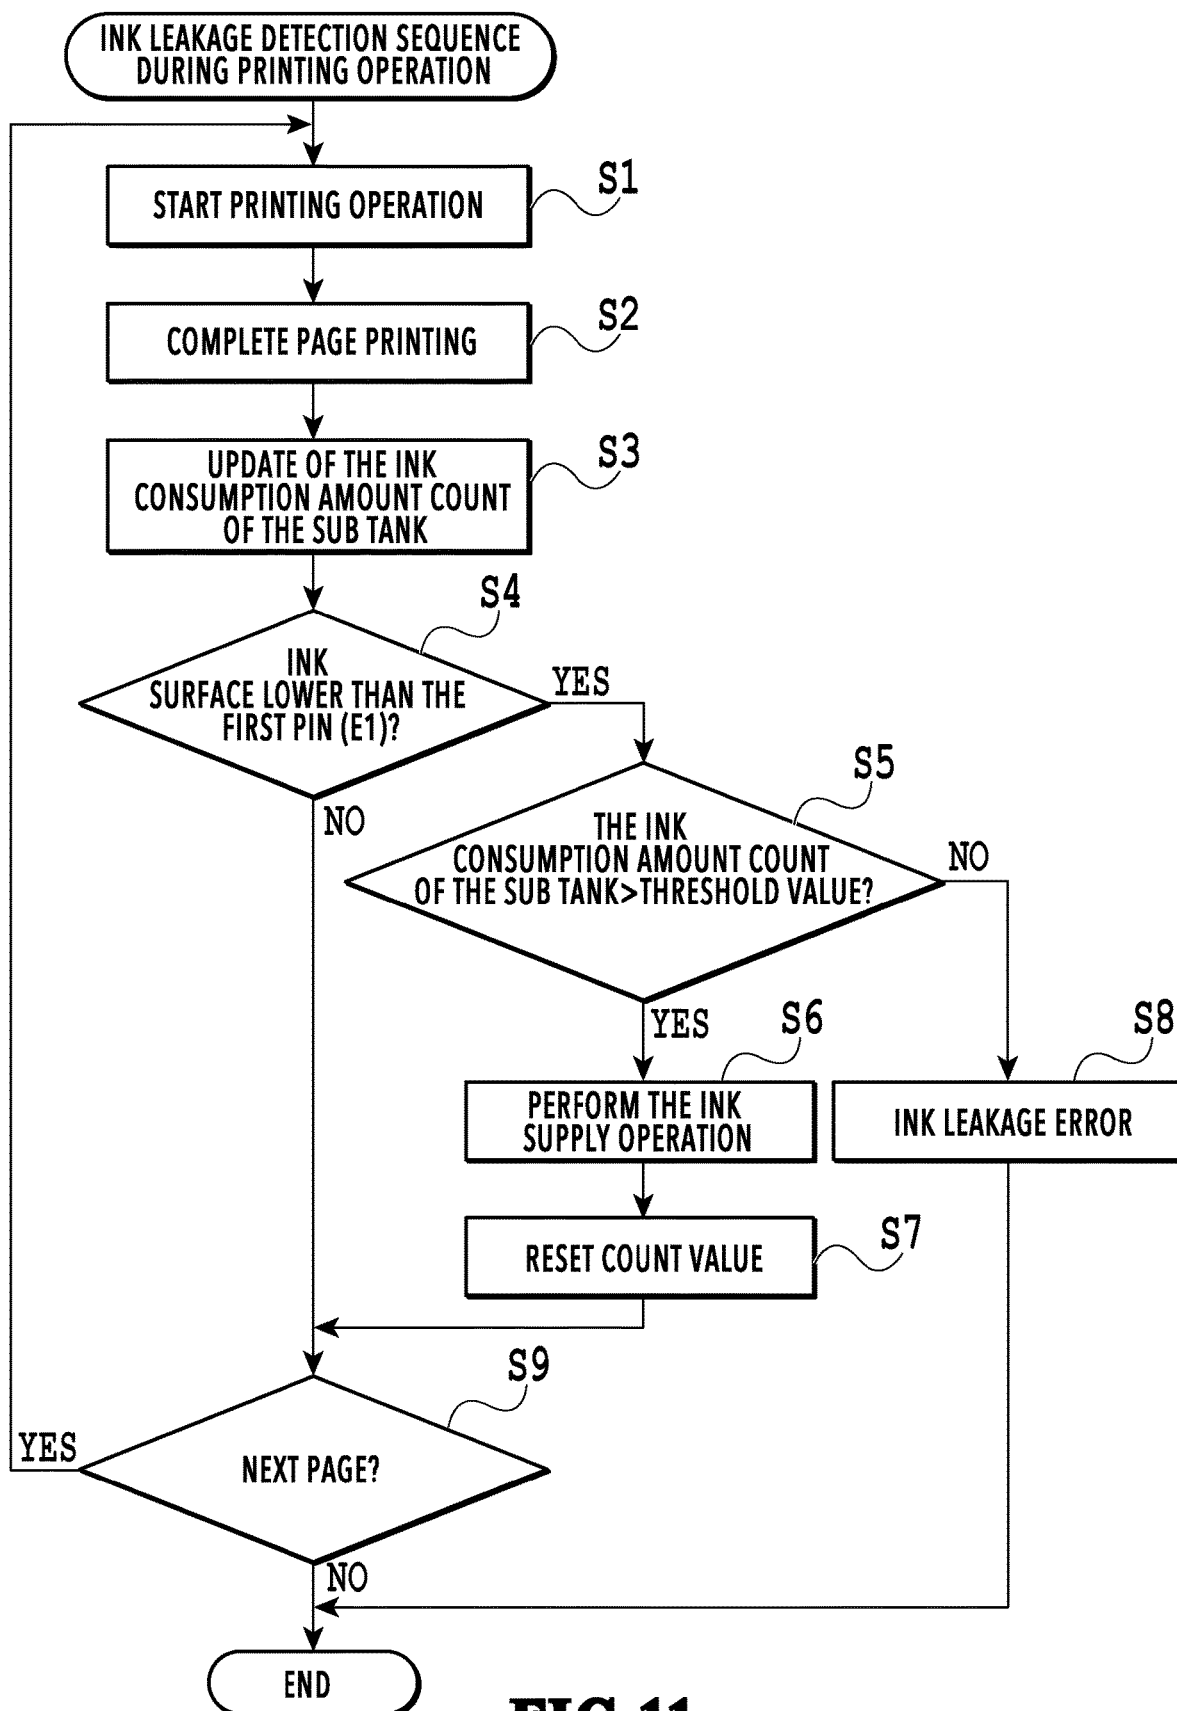 INK LEAKAGE DETECTION SEQUENCE
DURING PRINTING OPERATION
START PRINTING OPERATION
S1
COMPLETE PAGE PRINTING
S2
UPDATE OF THE INK
CONSUMPTION AMOUNT COUNT
OF THE SUB TANK
S3
S4
INK
SURFACE LOWER THAN THE
FIRST PIN (E1)?
YES
NO
S5
THE INK
CONSUMPTION AMOUNT COUNT
OF THE SUB TANK>THRESHOLD VALUE?
NO
YES
S6
PERFORM THE INK
SUPPLY OPERATION
S8
INK LEAKAGE ERROR
RESET COUNT VALUE
S7
S9
NEXT PAGE?
YES
NO
END
FIG.11